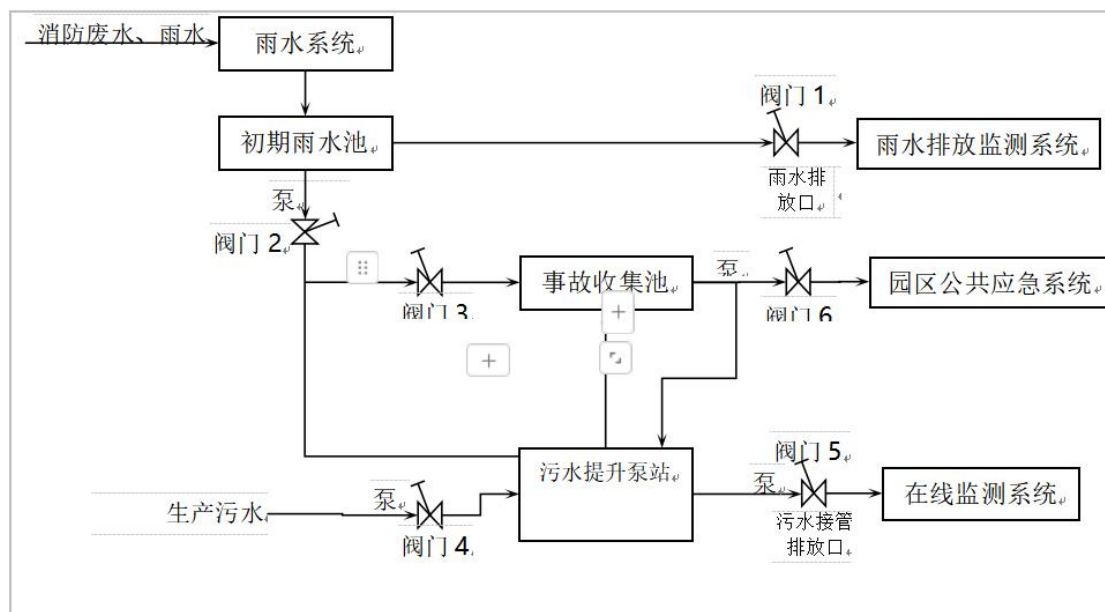 消防废水、雨水
雨水系统
阀门 1
初期雨水池
雨水排放监测系统
雨水排
放口
泵
阀门 2
泵
事故收集池
园区公共应急系统
阀门 3
阀门 6
阀门 5
污水提升泵站
泵
泵
在线监测系统
生产污水
污水接管
排放口
阀门 4